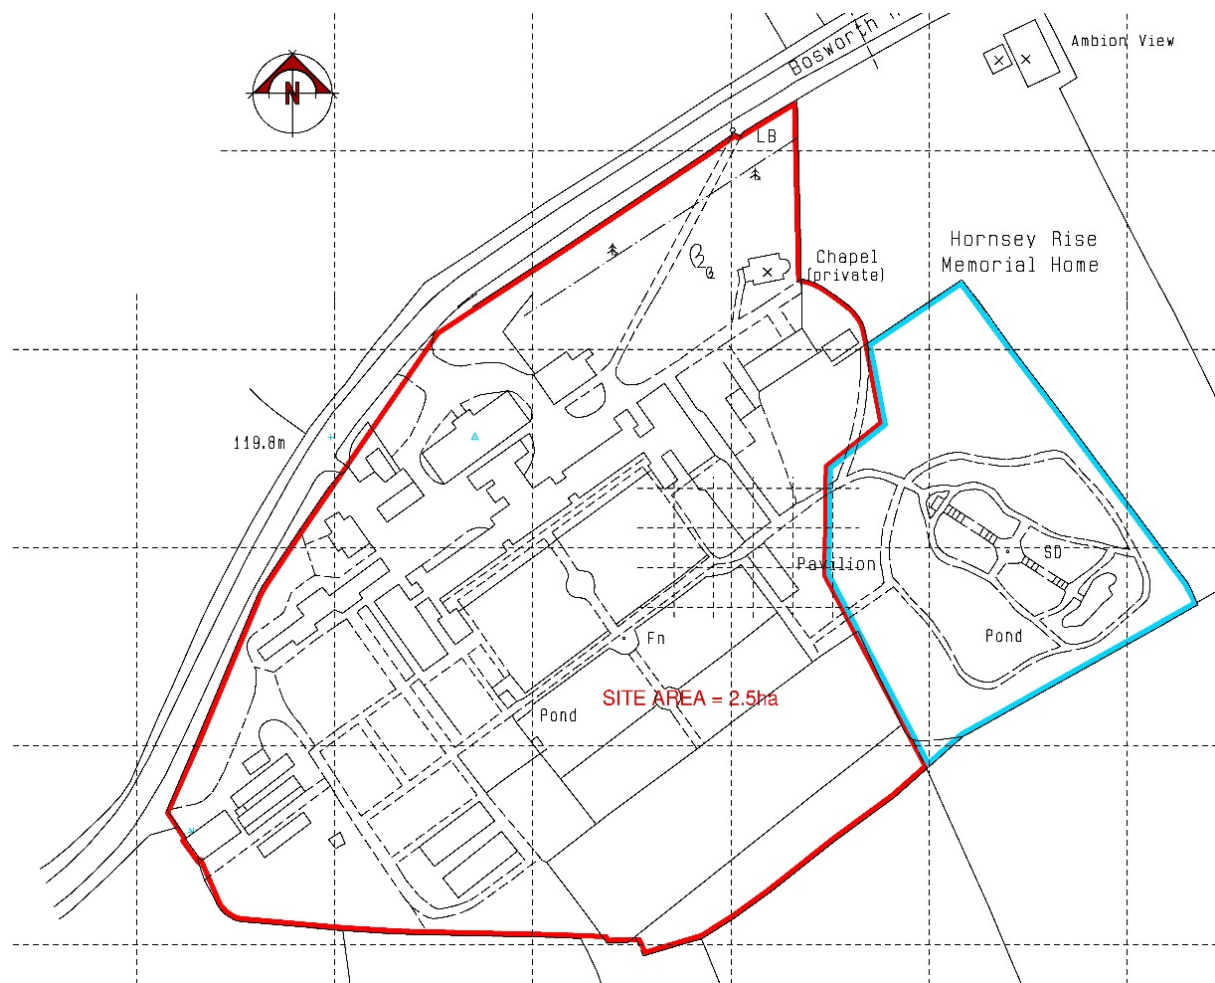 Ambion View
Bosworth
N
LB
Hornsey Rise
Memorial Home
Chapel
(private)
119.8m
SD
Pavilion
Pond
Fn
SITE AREA = 2.5ha
Pond